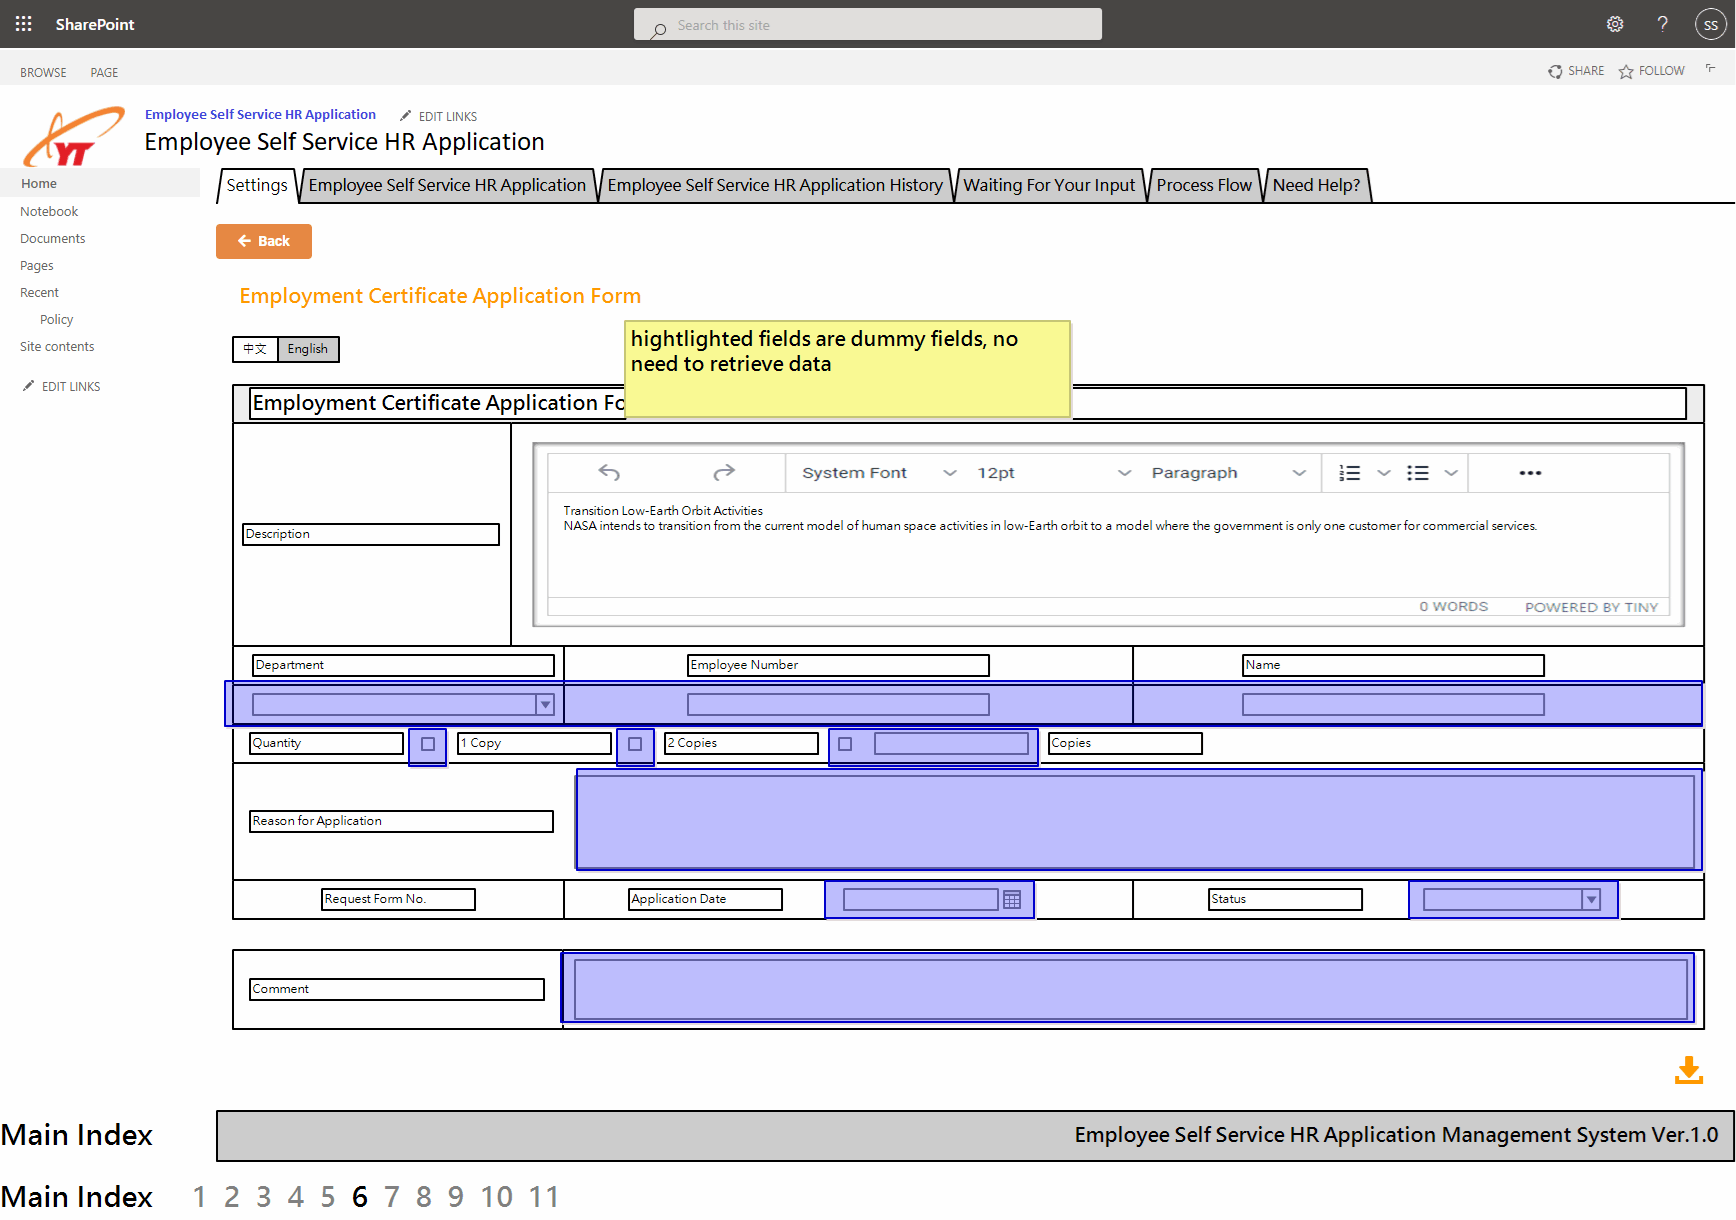 SharePoint
Search this site
?
SS
BROWSE PAGE
SHARE FOLLOW
YT
Employee Self Service HR Application EDIT LINKS
Employee Self Service HR Application
Home
Notebook
Documents
Pages
Recent
Policy
Site contents
EDIT LINKS
Settings Employee Self Service HR Application Employee Self Service HR Application History Waiting For Your Input Process Flow Need Help?
Back
Employment Certificate Application Form
hightlighted fields are dummy fields, no
need to retrieve data
中文 English
Employment Certificate Application Fo
System Font 12pt Paragraph
Transition Low-Earth Orbit Activities
NASA intends to transition from the current model of human space activities in low-Earth orbit to a model where the government is only one customer for commercial services.
Description
0 WORDS POWERED BY TINY
Department Employee Number Name
Quantity 1 Copy 2 Copies Copies
Reason for Application
Request Form No. Application Date Status
Comment
Main Index Employee Self Service HR Application Management System Ver.1.0
Main Index 1 2 3 4 5 6 7 8 9 10 11